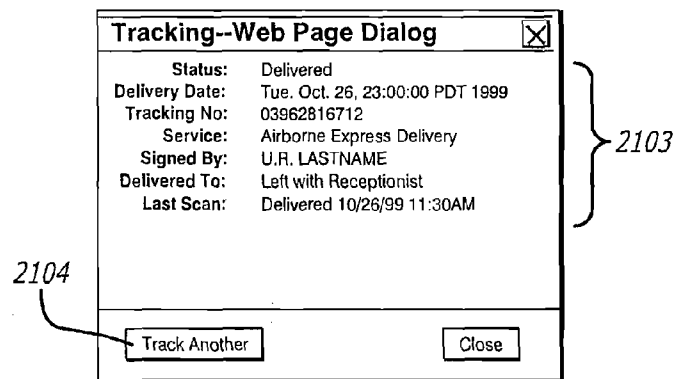 Tracking--Web Page Dialog
Status: Delivered
Delivery Date: Tue. Oct. 26, 23:00:00 PDT 1999
Tracking No: 03962816712
Service: Airborne Express Delivery
Signed By: U.R. LASTNAME
Delivered To: Left with Receptionist
Last Scan: Delivered 10/26/99 11:30AM
2103
2104
Track Another Close